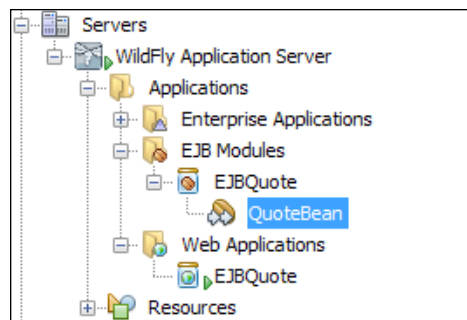 Servers
WildFly Application Server
Applications
Enterprise Applications
EJB Modules
EJBQuote
QuoteBean
Web Applications
EJBQuote
Resources